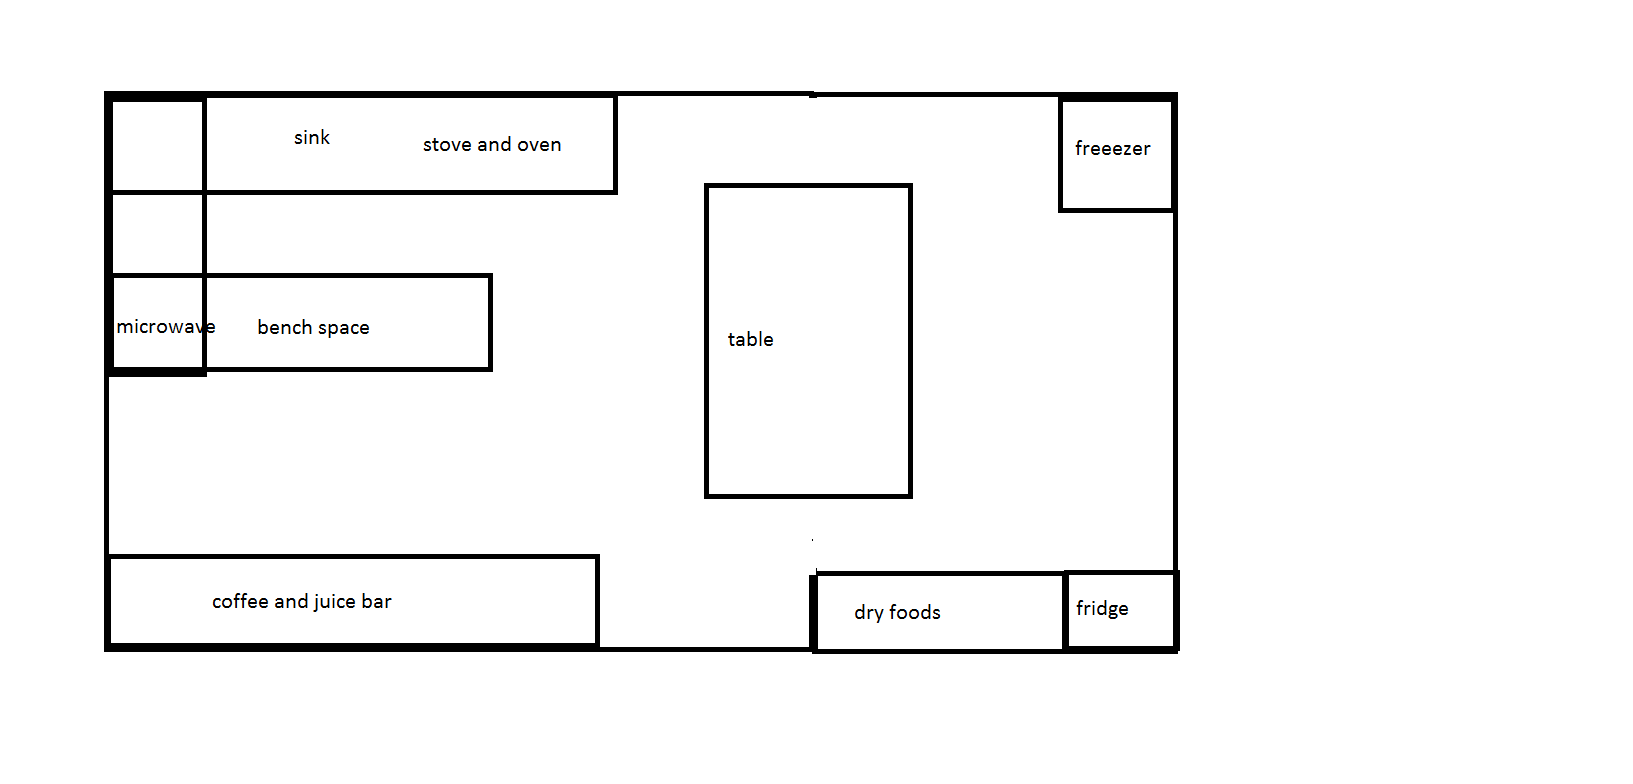 sink
stove and oven
freeezer
microwave
bench space
table
coffee and juice bar
dry foods
fridge